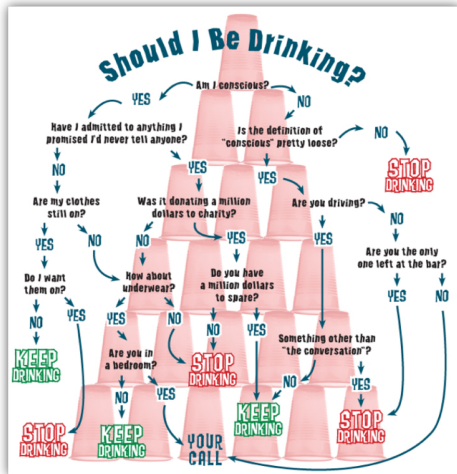 Should I Be Drinking?
Am I conscious?
YES
NO
Have I admitted to anything I
promised I'd never tell anyone?
Is the definition of
"conscious" pretty loose?
NO
STOP
DRINKING
NO
YES
YES
Are my clothes
still on?
Was it donating a million
dollars to charity?
Are you driving?
NO
YES
NO
NO
YES
YES
Are you the only
one left at the bar?
Do I want
them on?
How about
underwear?
Do you have
a million dollars
to spare?
YES
NO
NO
YES
YES
NO
NO
YES
Something other than
"the conversation"?
KEEP
DRINKING
Are you in
a bedroom?
STOP
DRINKING
NO
YES
NO
YES
STOP
DRINKING
KEEP
DRINKING
YOUR
CALL
KEEP
DRINKING
STOP
DRINKING